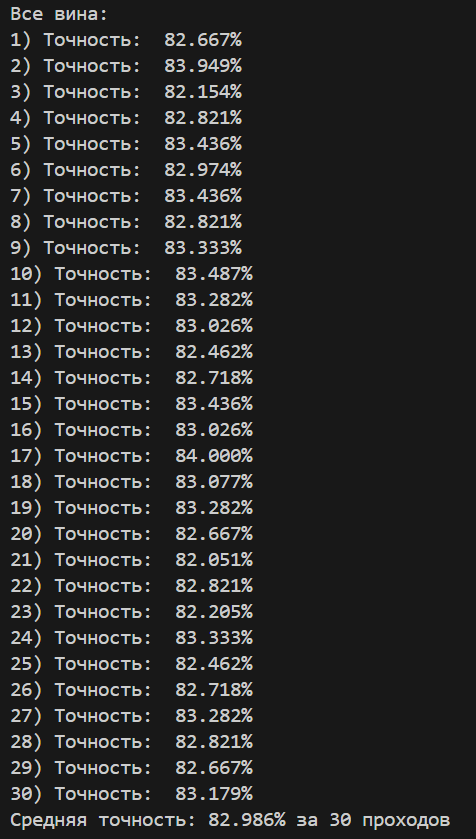 Все вина:
1) Точность:  82.667%
2) Точность:  83.949%
3) Точность:  82.154%
4) Точность:  82.821%
5) Точность:  83.436%
6) Точность:  82.974%
7) Точность:  83.436%
8) Точность:  82.821%
9) Точность:  83.333%
10) Точность:  83.487%
11) Точность:  83.282%
12) Точность:  83.026%
13) Точность:  82.462%
14) Точность:  82.718%
15) Точность:  83.436%
16) Точность:  83.026%
17) Точность:  84.000%
18) Точность:  83.077%
19) Точность:  83.282%
20) Точность:  82.667%
21) Точность:  82.051%
22) Точность:  82.821%
23) Точность:  82.205%
24) Точность:  83.333%
25) Точность:  82.462%
26) Точность:  82.718%
27) Точность:  83.282%
28) Точность:  82.821%
29) Точность:  82.667%
30) Точность:  83.179%
Средняя точность: 82.986% за 30 проходов